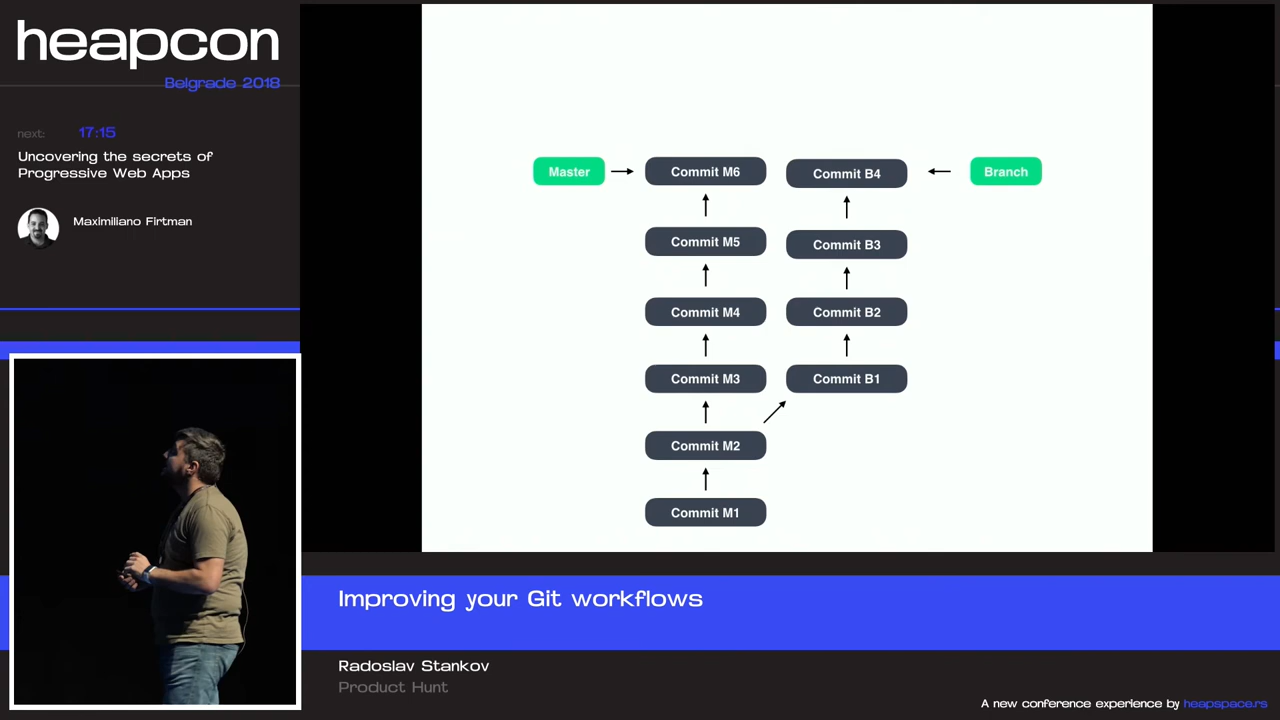 heapcon
Belgrade 2018
next: 17:15
Uncovering the secrets of
Progressive Web Apps
Maximiliano Firtman
Master
Commit M6
Commit B4
Branch
Commit M5
Commit B3
Commit M4
Commit B2
Commit M3
Commit B1
Commit M2
Commit M1
Improving your Git workflows
Radoslav Stankov
Product Hunt
A new conference experience by heapspace.rs